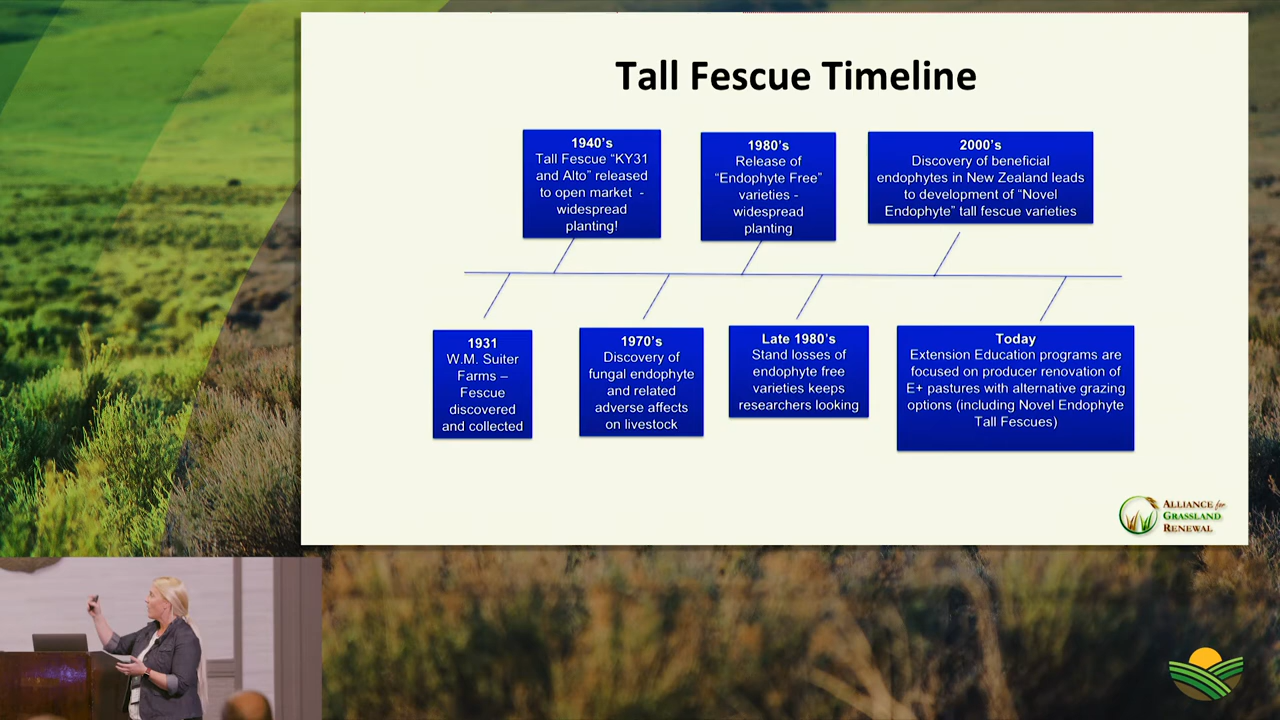 Tall Fescue Timeline
1940's
Tall Fescue "KY31
and Alto" released
to open market -
widespread
planting!
1980's
Release of
"Endophyte Free"
varieties -
widespread
planting
2000's
Discovery of beneficial
endophytes in New Zealand leads
to development of "Novel
Endophyte" tall fescue varieties
1931
W.M. Suiter
Farms –
Fescue
discovered
and collected
1970's
Discovery of
fungal endophyte
and related
adverse affects
on livestock
Late 1980's
Stand losses of
endophyte free
varieties keeps
researchers looking
Today
Extension Education programs are
focused on producer renovation of
E+ pastures with alternative grazing
options (including Novel Endophyte
Tall Fescues)
ALLIANCE for
GRASSLAND
RENEWAL